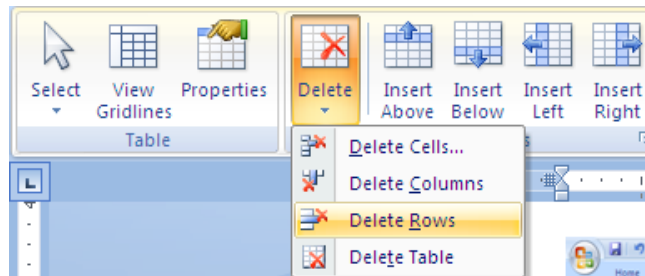 Select View Properties Delete Insert Insert Insert Insert
Gridlines Above Below Left Right
Table s
Delete Cells...
L
Delete Columns
Delete Rows
Delete Table
Home